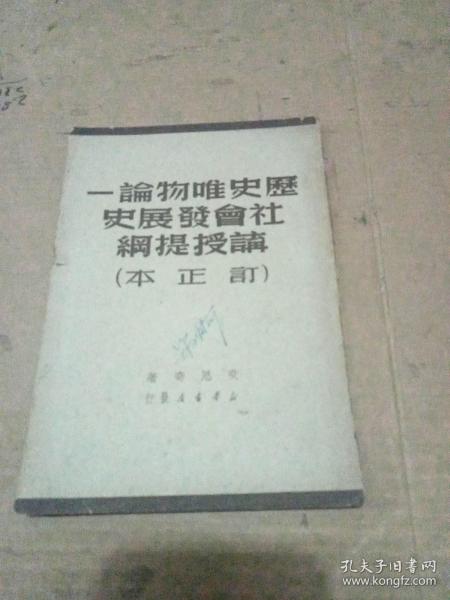 歷史唯物論一
社會發展史
講授提綱
(訂正本)
艾思奇著
孔夫子旧书网
www.kongfz.com